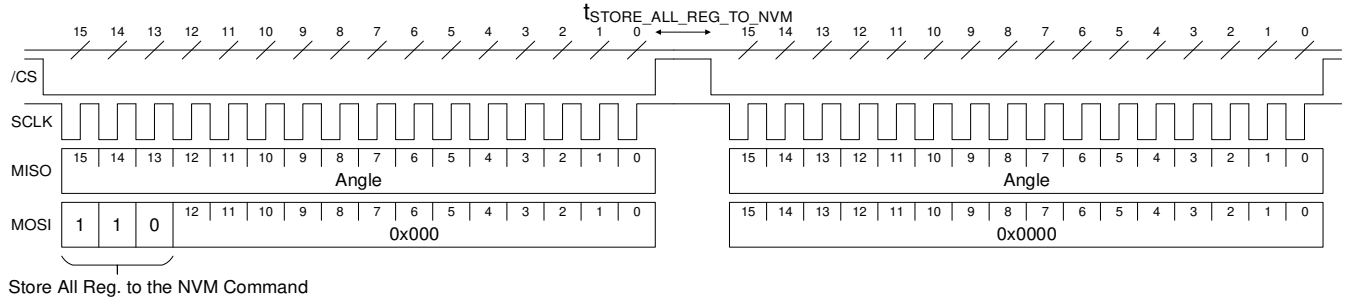 tSTORE_ALL_REG_TO_NVM
15 14 13 12 11 10 9 8 7 6 5 4 3 2 1 0 15 14 13 12 11 10 9 8 7 6 5 4 3 2 1 0
/CS
SCLK
MISO 15 14 13 12 11 10 9 8 7 6 5 4 3 2 1 0 15 14 13 12 11 10 9 8 7 6 5 4 3 2 1 0
Angle Angle
MOSI 1 1 0 12 11 10 9 8 7 6 5 4 3 2 1 0 15 14 13 12 11 10 9 8 7 6 5 4 3 2 1 0
0x000 0x0000
Store All Reg. to the NVM Command